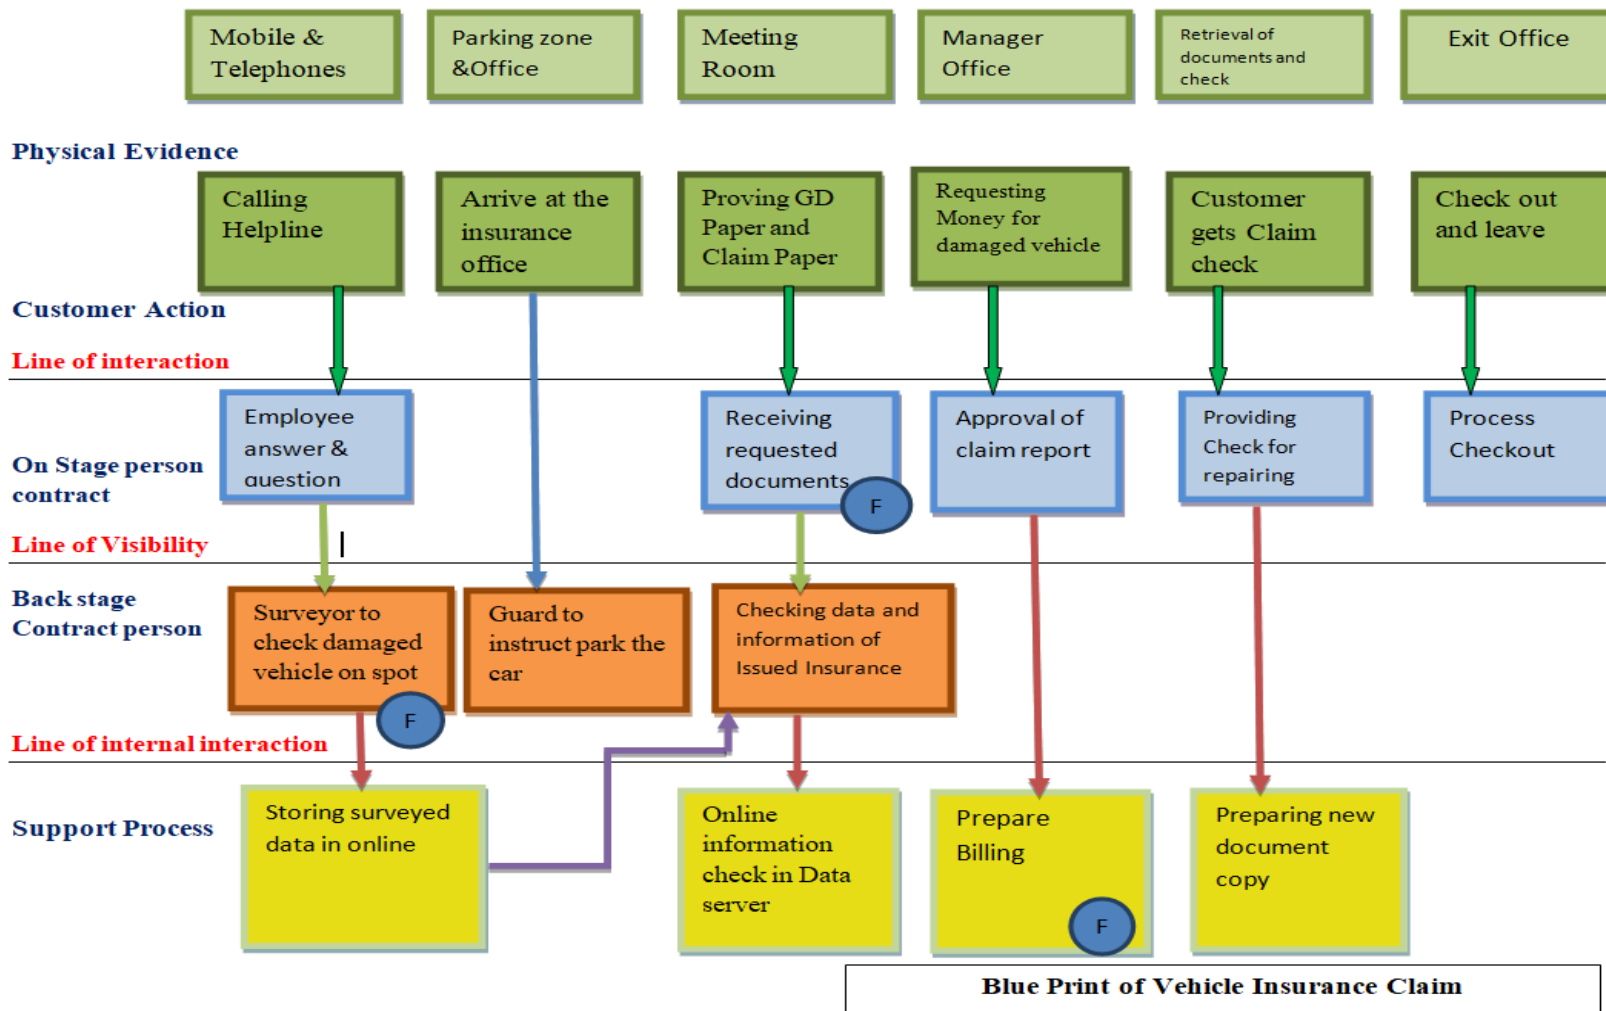 Mobile &
Telephones
Parking zone
&Office
Meeting
Room
Manager
Office
Retrieval of
documents and
check
Exit Office
Physical Evidence
Calling
Helpline
Arrive at the
insurance
office
Proving GD
Paper and
Claim Paper
Requesting
Money for
damaged vehicle
Customer
gets Claim
check
Check out
and leave
Customer Action
Line of interaction
Employee
answer &
question
Receiving
requested
documents
F
Approval of
claim report
Providing
Check for
repairing
Process
Checkout
On Stage person
contract
Line of Visibility
Back stage
Contract person
Surveyor to
check damaged
vehicle on spot
F
Guard to
instruct park the
car
Checking data and
information of
Issued Insurance
Line of internal interaction
Support Process
Storing surveyed
data in online
Online
information
check in Data
server
Prepare
Billing
F
Preparing new
document
copy
Blue Print of Vehicle Insurance Claim